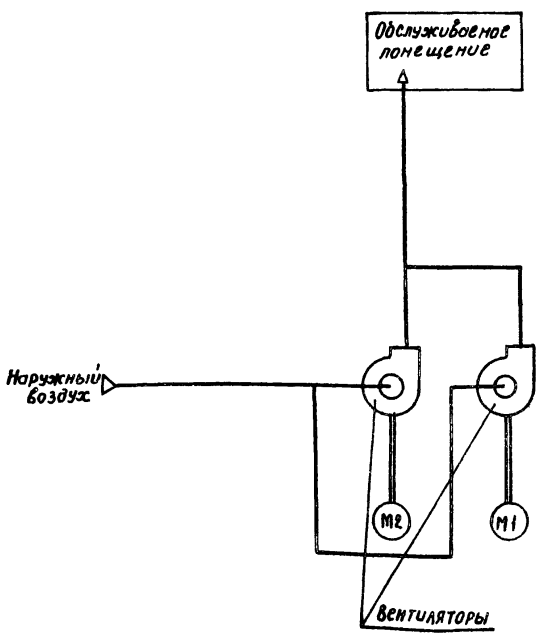 Обслуживаемое
помещение
Наружный
воздух
М2
М1
Вентиляторы